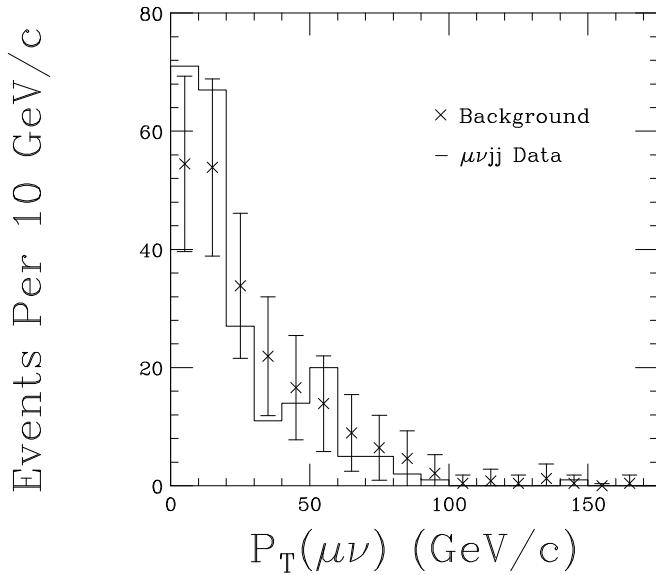 Events Per 10 GeV/c
80
60
40
20
0
× Background
– μνjj Data
0 50 100 150
P_T(μν) (GeV/c)